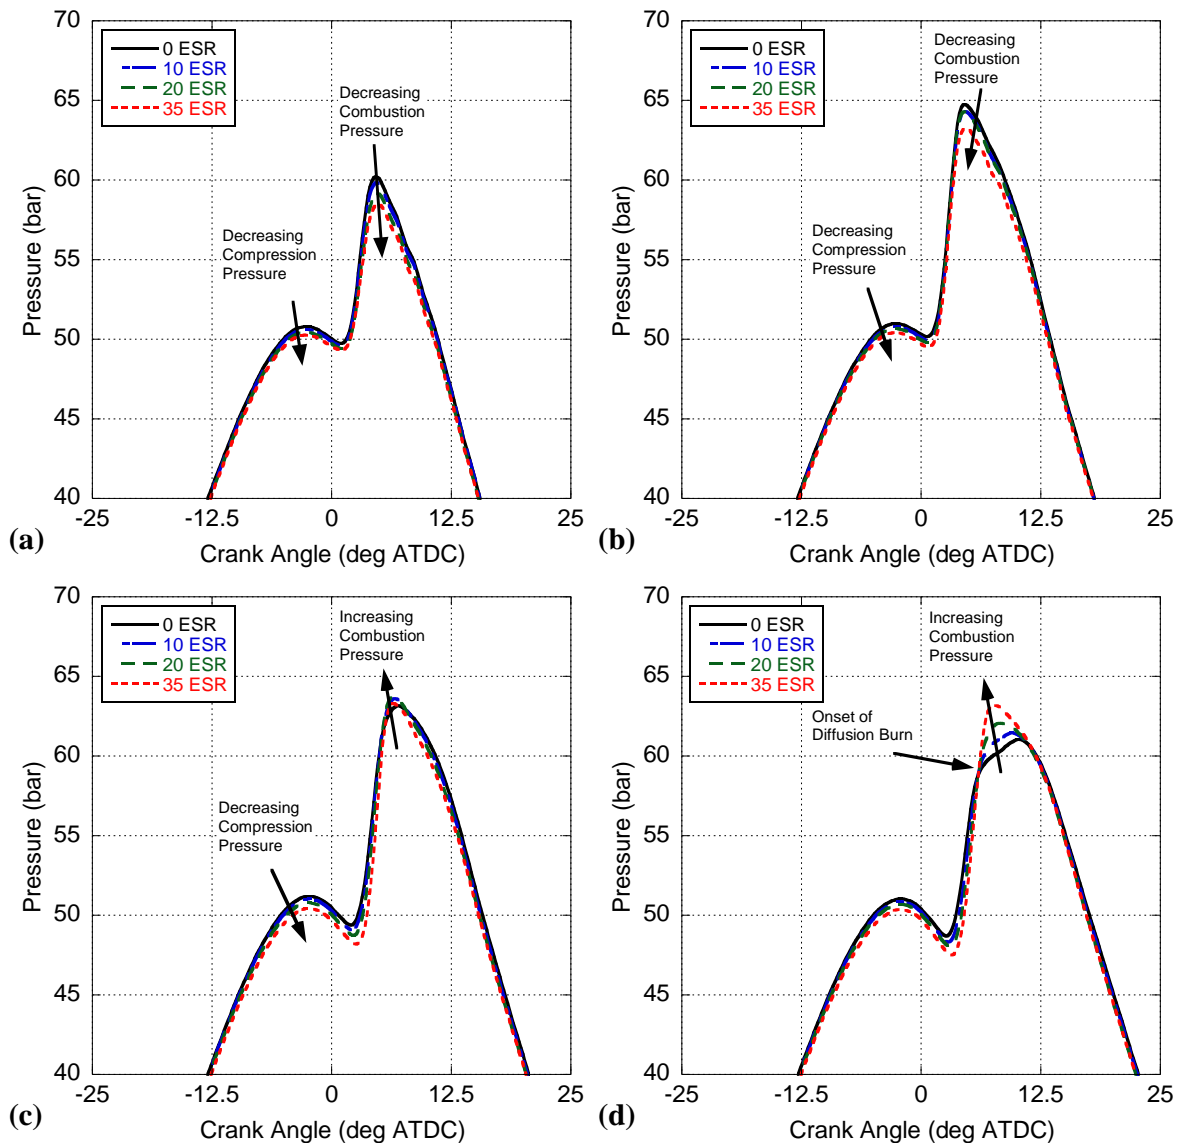 70
65
60
55
50
45
40
Pressure (bar)
0 ESR
10 ESR
20 ESR
35 ESR
Decreasing
Combustion
Pressure
Decreasing
Compression
Pressure
-25
-12.5
0
12.5
25
Crank Angle (deg ATDC)
(a)
70
65
60
55
50
45
40
Pressure (bar)
0 ESR
10 ESR
20 ESR
35 ESR
Decreasing
Combustion
Pressure
Decreasing
Compression
Pressure
-25
-12.5
0
12.5
25
Crank Angle (deg ATDC)
(b)
70
65
60
55
50
45
40
Pressure (bar)
0 ESR
10 ESR
20 ESR
35 ESR
Increasing
Combustion
Pressure
Decreasing
Compression
Pressure
-25
-12.5
0
12.5
25
Crank Angle (deg ATDC)
(c)
70
65
60
55
50
45
40
Pressure (bar)
0 ESR
10 ESR
20 ESR
35 ESR
Increasing
Combustion
Pressure
Onset of
Diffusion Burn
-25
-12.5
0
12.5
25
Crank Angle (deg ATDC)
(d)